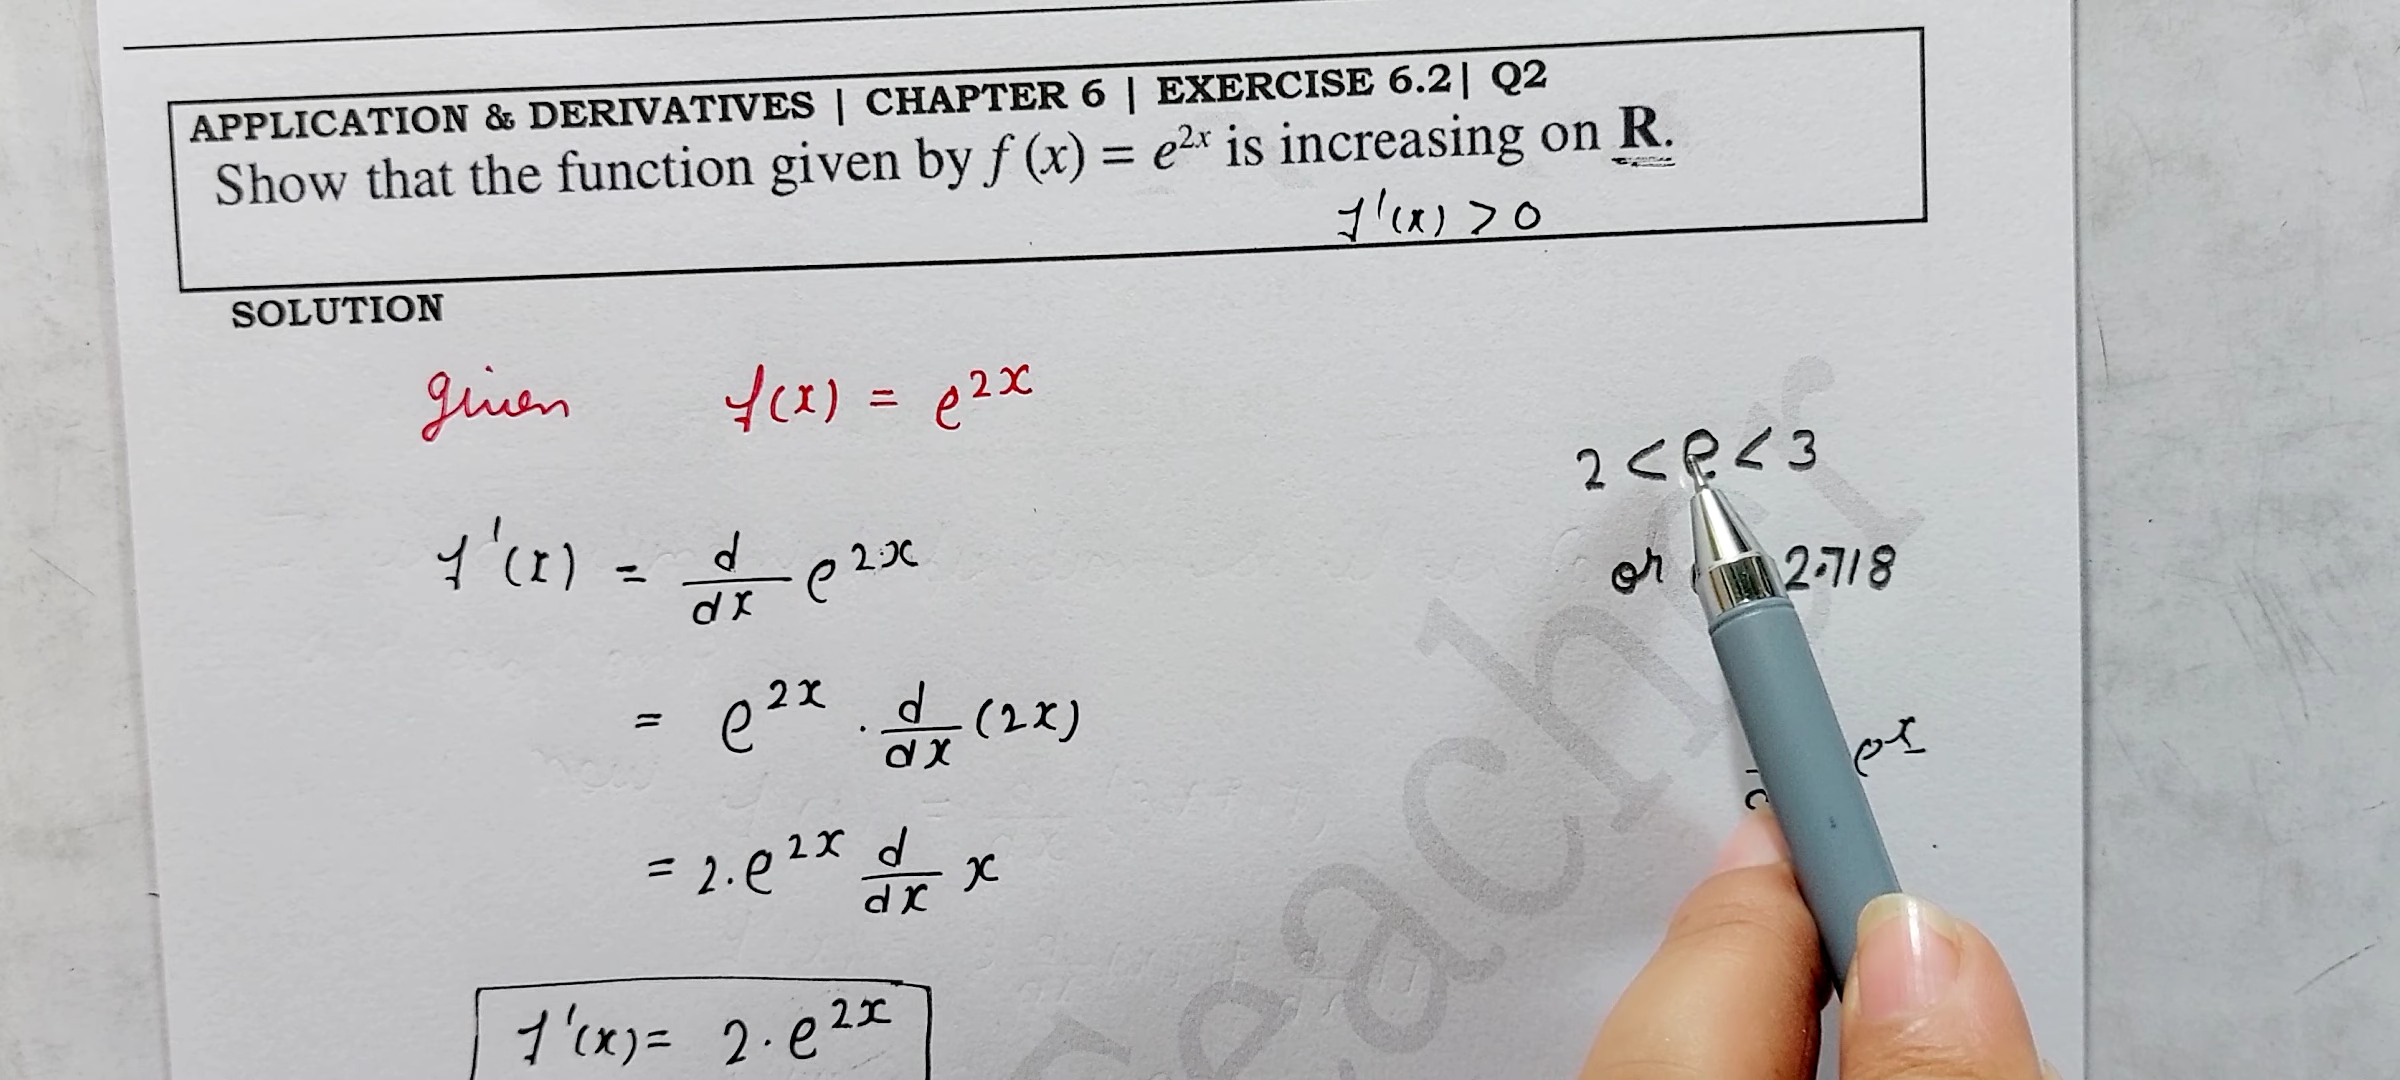 APPLICATION & DERIVATIVES | CHAPTER 6 | EXERCISE 6.2| Q2
Show that the function given by f (x) = e^{2x} is increasing on R.
f'(x) > 0
SOLUTION
given f(x) = e^{2x}
2 < e < 3
f'(x) = d/dx e^{2x}
or 2.718
= e^{2x} . d/dx (2x)
e^x
= 2.e^{2x} d/dx x
f'(x) = 2.e^{2x}
eacher